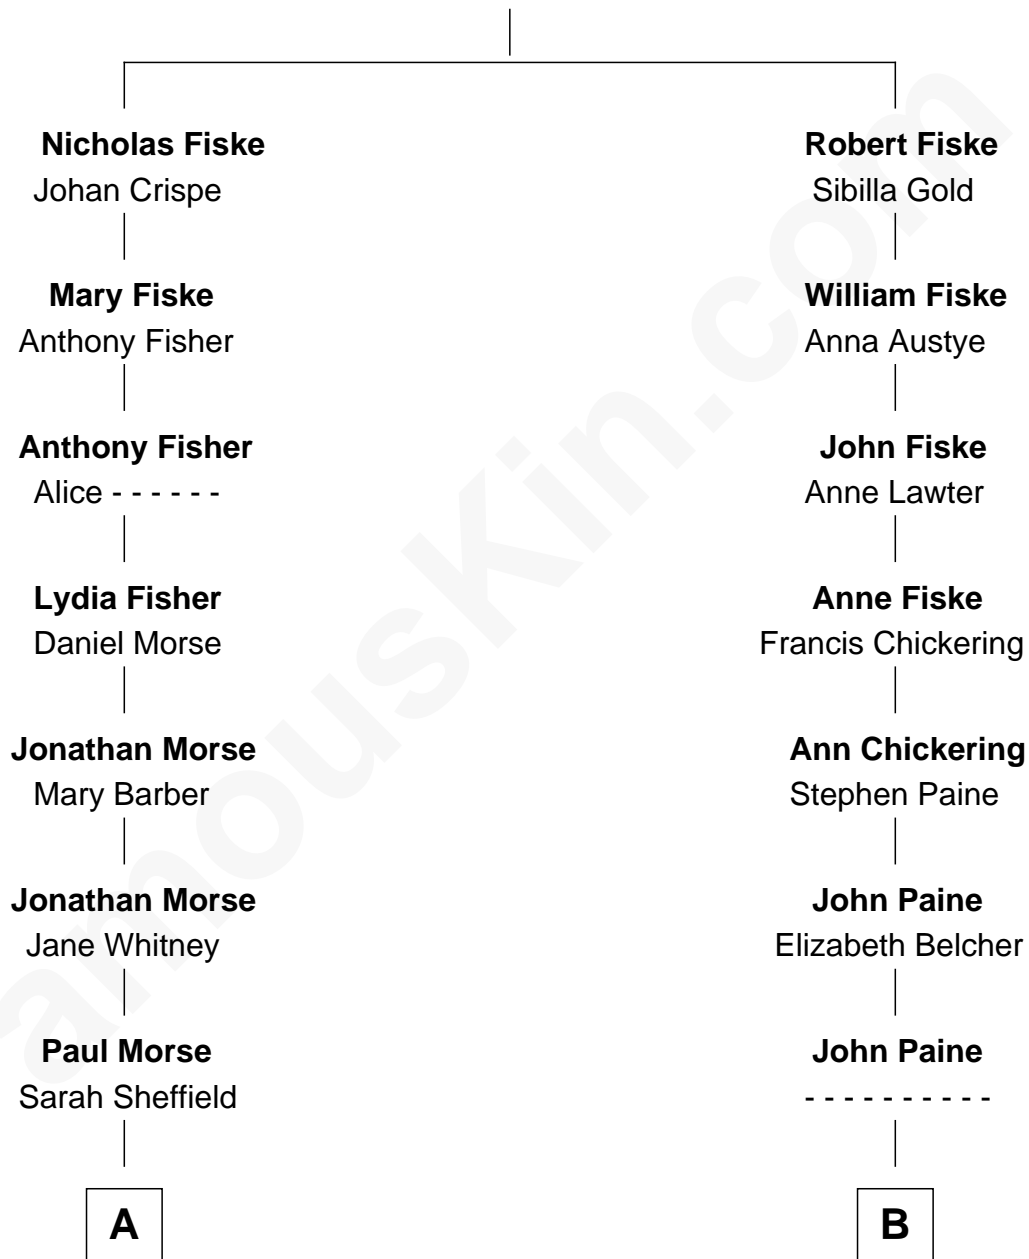 Nicholas Fiske
Johan Crispe
Mary Fiske
Anthony Fisher
Anthony Fisher
Alice - - - - - -
Lydia Fisher
Daniel Morse
Jonathan Morse
Mary Barber
Jonathan Morse
Jane Whitney
Paul Morse
Sarah Sheffield
A
Robert Fiske
Sibilla Gold
William Fiske
Anna Austye
John Fiske
Anne Lawter
Anne Fiske
Francis Chickering
Ann Chickering
Stephen Paine
John Paine
Elizabeth Belcher
John Paine
- - - - - - - - - -
B
amouskin.com